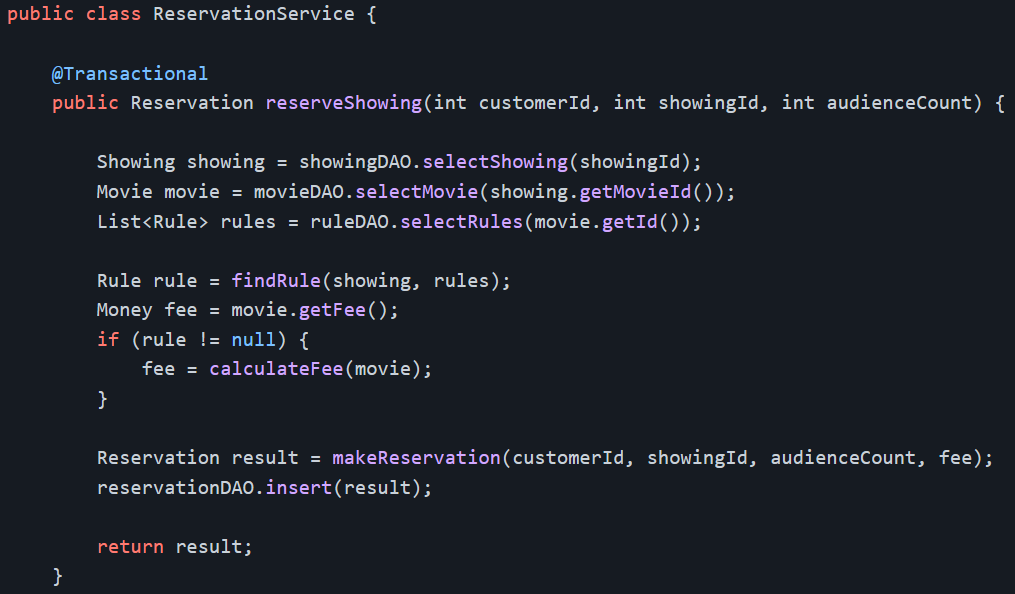 public class ReservationService {
@Transactional
public Reservation reserveShowing(int customerId, int showingId, int audienceCount) {
Showing showing = showingDAO.selectShowing(showingId);
Movie movie = movieDAO.selectMovie(showing.getMovieId());
List<Rule> rules = ruleDAO.selectRules(movie.getId());
Rule rule = findRule(showing, rules);
Money fee = movie.getFee();
if (rule != null) {
fee = calculateFee(movie);
}
Reservation result = makeReservation(customerId, showingId, audienceCount, fee);
reservationDAO.insert(result);
return result;
}